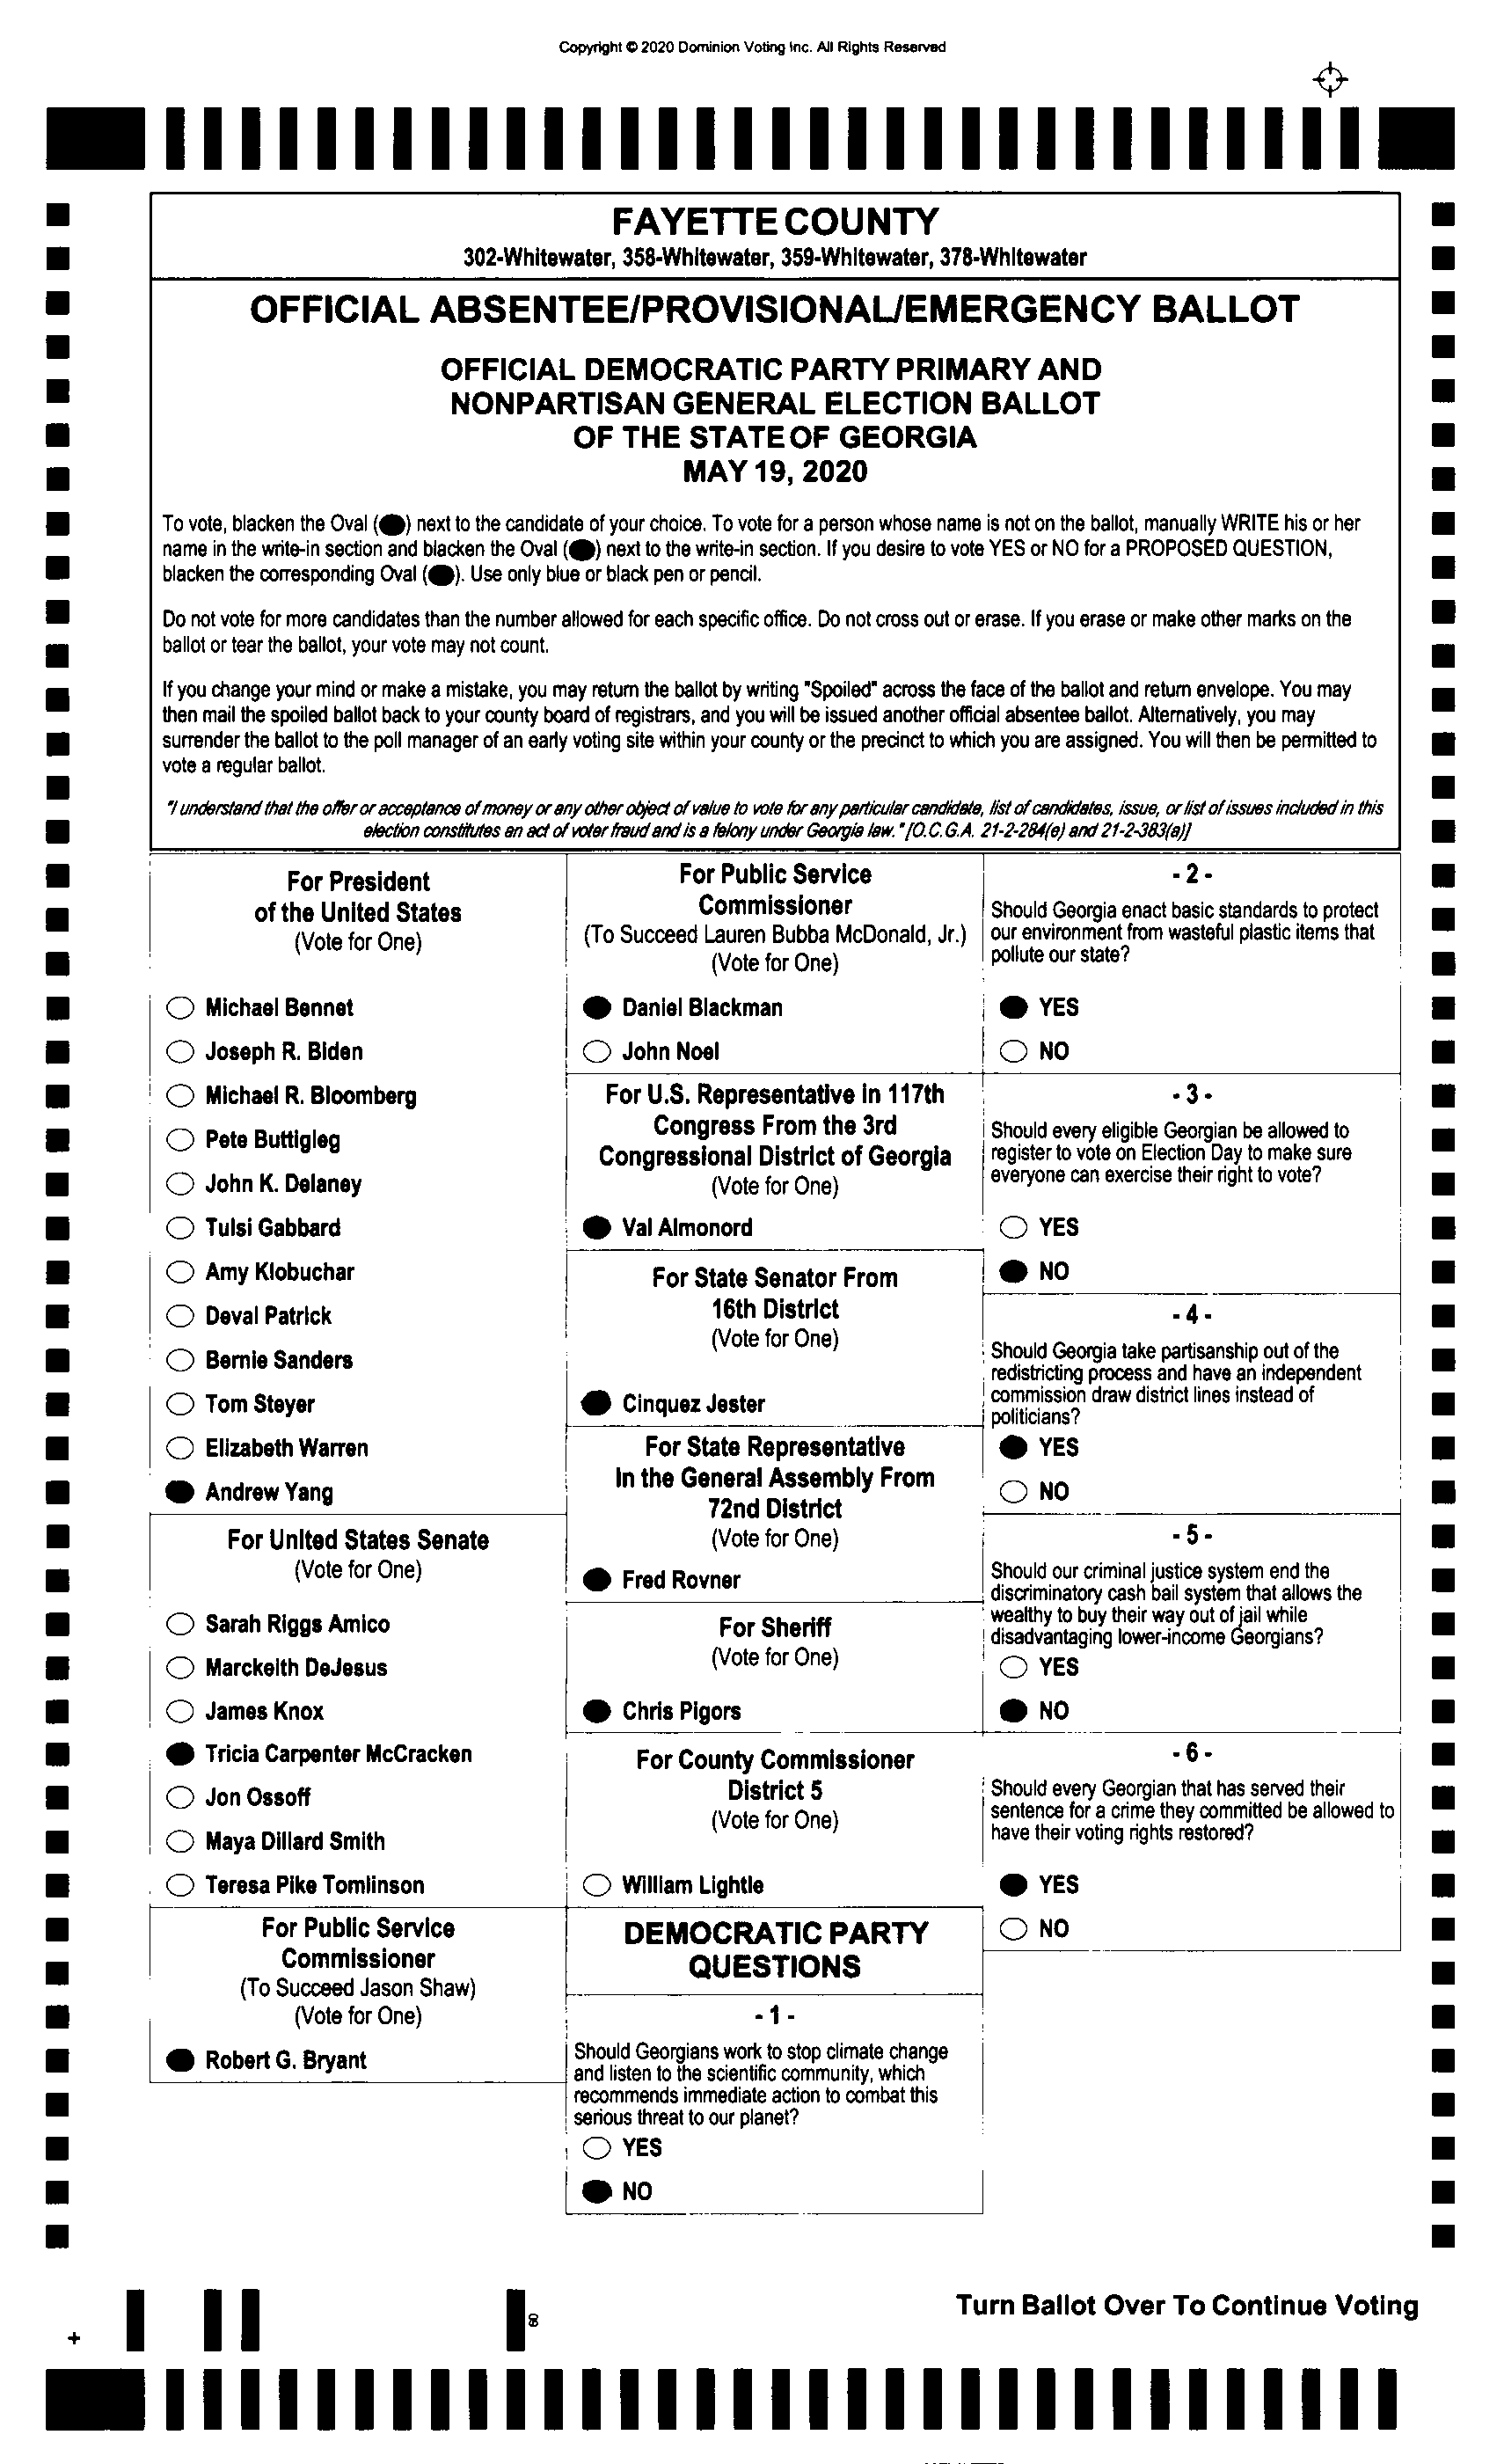 Copyright © 2020 Dominion Voting Inc. All Rights Reserved
FAYETTE COUNTY
302-Whitewater, 358-Whitewater, 359-Whitewater, 378-Whitewater
OFFICIAL ABSENTEE/PROVISIONAL/EMERGENCY BALLOT
OFFICIAL DEMOCRATIC PARTY PRIMARY AND
NONPARTISAN GENERAL ELECTION BALLOT
OF THE STATE OF GEORGIA
MAY 19, 2020
To vote, blacken the Oval () next to the candidate of your choice. To vote for a person whose name is not on the ballot, manually WRITE his or her
name in the write-in section and blacken the Oval () next to the write-in section. If you desire to vote YES or NO for a PROPOSED QUESTION,
blacken the corresponding Oval (). Use only blue or black pen or pencil.
Do not vote for more candidates than the number allowed for each specific office. Do not cross out or erase. If you erase or make other marks on the
ballot or tear the ballot, your vote may not count.
If you change your mind or make a mistake, you may return the ballot by writing "Spoiled" across the face of the ballot and return envelope. You may
then mail the spoiled ballot back to your county board of registrars, and you will be issued another official absentee ballot. Alternatively, you may
surrender the ballot to the poll manager of an early voting site within your county or the precinct to which you are assigned. You will then be permitted to
vote a regular ballot.
"I understand that the offer or acceptance of money or any other object of value to vote for any particular candidate, list of candidates, issue, or list of issues included in this
election constitutes an act of voter fraud and is a felony under Georgia law." [O.C.G.A. 21-2-284(e) and 21-2-383(a)]
For President
of the United States
(Vote for One)
Michael Bennet
Joseph R. Biden
Michael R. Bloomberg
Pete Buttigieg
John K. Delaney
Tulsi Gabbard
Amy Klobuchar
Deval Patrick
Bernie Sanders
Tom Steyer
Elizabeth Warren
Andrew Yang
For United States Senate
(Vote for One)
Sarah Riggs Amico
Marckeith DeJesus
James Knox
Tricia Carpenter McCracken
Jon Ossoff
Maya Dillard Smith
Teresa Pike Tomlinson
For Public Service
Commissioner
(To Succeed Jason Shaw)
(Vote for One)
Robert G. Bryant
For Public Service
Commissioner
(To Succeed Lauren Bubba McDonald, Jr.)
(Vote for One)
Daniel Blackman
John Noel
For U.S. Representative in 117th
Congress From the 3rd
Congressional District of Georgia
(Vote for One)
Val Almonord
For State Senator From
16th District
(Vote for One)
Cinquez Jester
For State Representative
In the General Assembly From
72nd District
(Vote for One)
Fred Rovner
For Sheriff
(Vote for One)
Chris Pigors
For County Commissioner
District 5
(Vote for One)
William Lightle
DEMOCRATIC PARTY
QUESTIONS
- 1 -
Should Georgians work to stop climate change
and listen to the scientific community, which
recommends immediate action to combat this
serious threat to our planet?
YES
NO
- 2 -
Should Georgia enact basic standards to protect
our environment from wasteful plastic items that
pollute our state?
YES
NO
- 3 -
Should every eligible Georgian be allowed to
register to vote on Election Day to make sure
everyone can exercise their right to vote?
YES
NO
- 4 -
Should Georgia take partisanship out of the
redistricting process and have an independent
commission draw district lines instead of
politicians?
YES
NO
- 5 -
Should our criminal justice system end the
discriminatory cash bail system that allows the
wealthy to buy their way out of jail while
disadvantaging lower-income Georgians?
YES
NO
- 6 -
Should every Georgian that has served their
sentence for a crime they committed be allowed to
have their voting rights restored?
YES
NO
Turn Ballot Over To Continue Voting
8
+